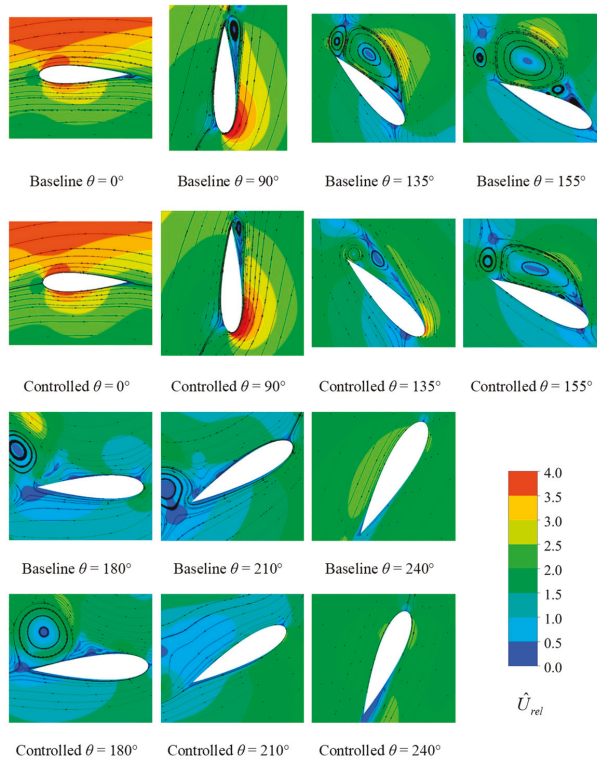 Baseline θ = 0° Baseline θ = 90° Baseline θ = 135° Baseline θ = 155°
Controlled θ = 0° Controlled θ = 90° Controlled θ = 135° Controlled θ = 155°
Baseline θ = 180° Baseline θ = 210° Baseline θ = 240°
4.0
3.5
3.0
2.5
2.0
1.5
1.0
0.5
0.0
Û_rel
Controlled θ = 180° Controlled θ = 210° Controlled θ = 240°